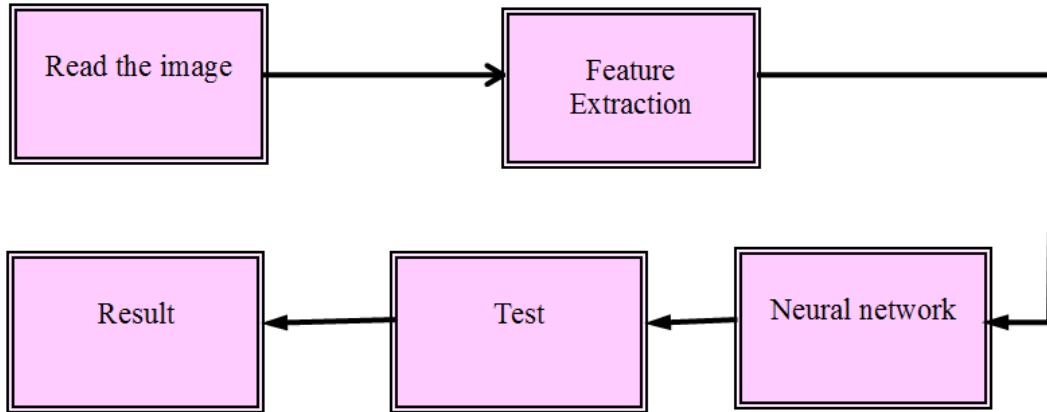 Read the image
Feature
Extraction
Neural network
Test
Result